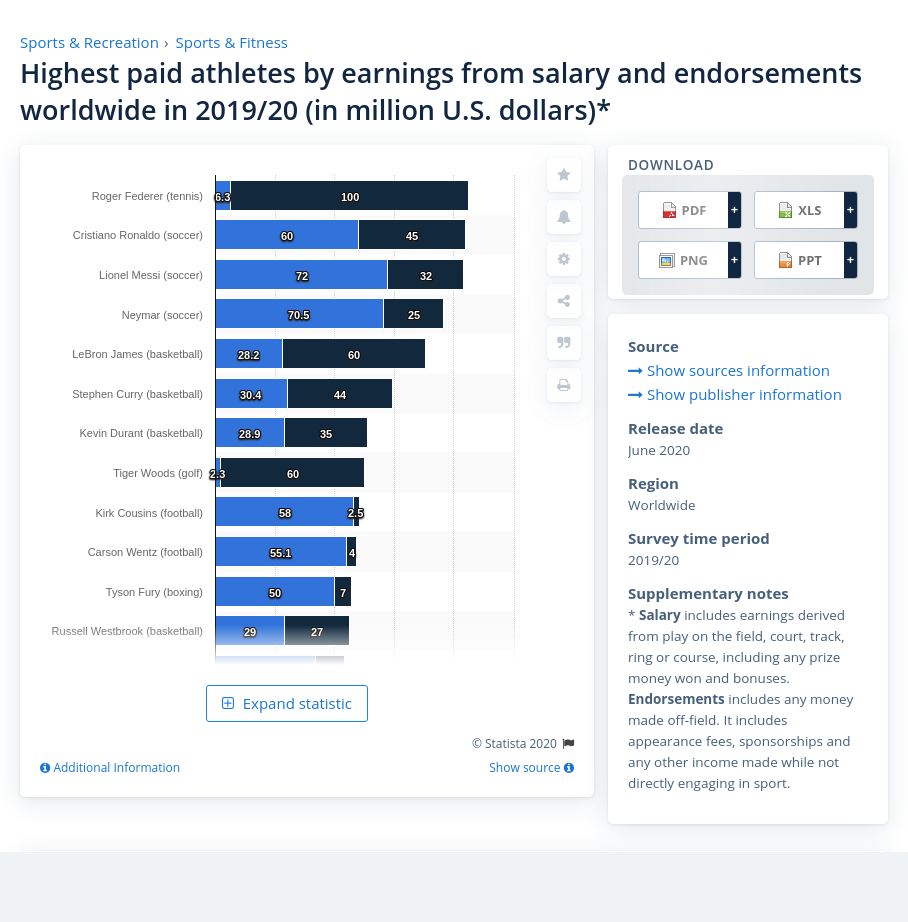 Sports & Recreation › Sports & Fitness
Highest paid athletes by earnings from salary and endorsements
worldwide in 2019/20 (in million U.S. dollars)*
Roger Federer (tennis) 6.3 100
Cristiano Ronaldo (soccer) 60 45
Lionel Messi (soccer) 72 32
Neymar (soccer) 70.5 25
LeBron James (basketball) 28.2 60
Stephen Curry (basketball) 30.4 44
Kevin Durant (basketball) 28.9 35
Tiger Woods (golf) 2.3 60
Kirk Cousins (football) 58 2.5
Carson Wentz (football) 55.1 4
Tyson Fury (boxing) 50 7
Russell Westbrook (basketball) 29 27
Expand statistic
© Statista 2020
Additional Information
Show source
DOWNLOAD
PDF + XLS +
PNG + PPT +
Source
Show sources information
Show publisher information
Release date
June 2020
Region
Worldwide
Survey time period
2019/20
Supplementary notes
* Salary includes earnings derived
from play on the field, court, track,
ring or course, including any prize
money won and bonuses.
Endorsements includes any money
made off-field. It includes
appearance fees, sponsorships and
any other income made while not
directly engaging in sport.